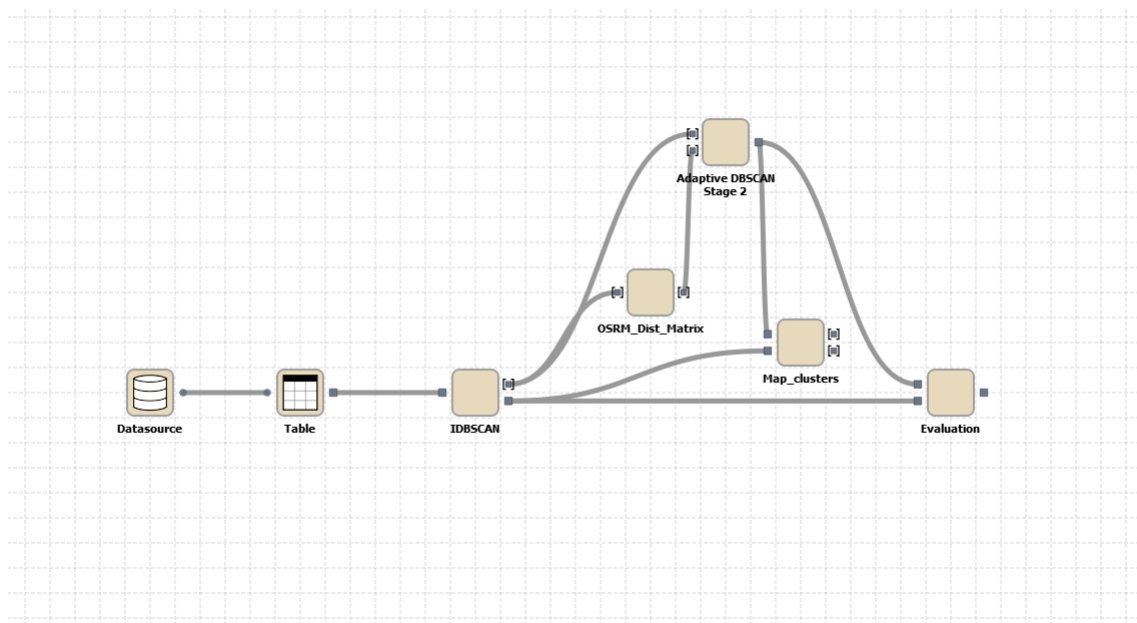 Adaptive DBSCAN
Stage 2
OSRM_Dist_Matrix
Map_clusters
Datasource
Table
IDBSCAN
Evaluation